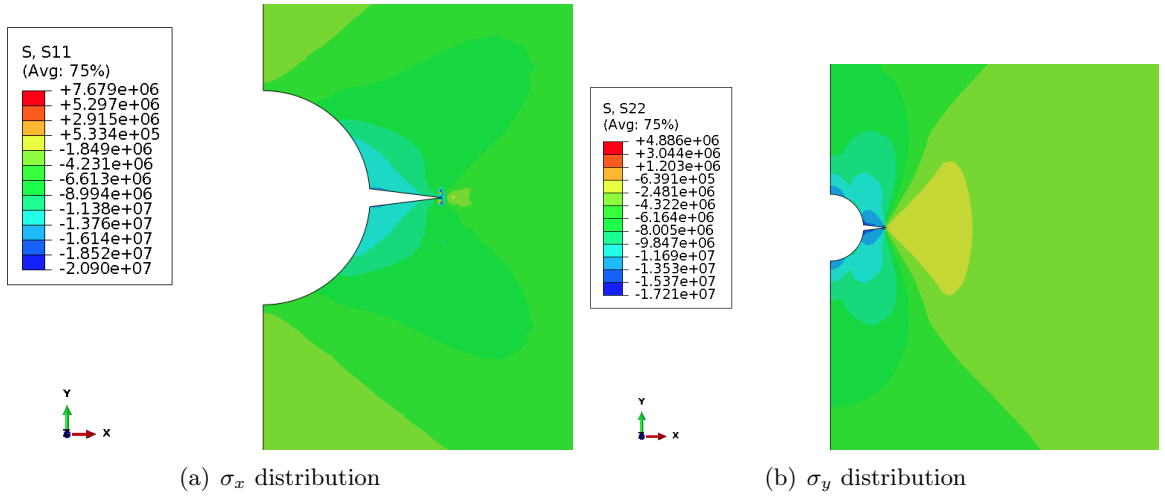 S, S11
(Avg: 75%)
+7.679e+06
+5.297e+06
+2.915e+06
+5.334e+05
-1.849e+06
-4.231e+06
-6.613e+06
-8.994e+06
-1.138e+07
-1.376e+07
-1.614e+07
-1.852e+07
-2.090e+07
Y
Z
X
(a) σx distribution
S, S22
(Avg: 75%)
+4.886e+06
+3.044e+06
+1.203e+06
-6.391e+05
-2.481e+06
-4.322e+06
-6.164e+06
-8.005e+06
-9.847e+06
-1.169e+07
-1.353e+07
-1.537e+07
-1.721e+07
Y
Z
X
(b) σy distribution